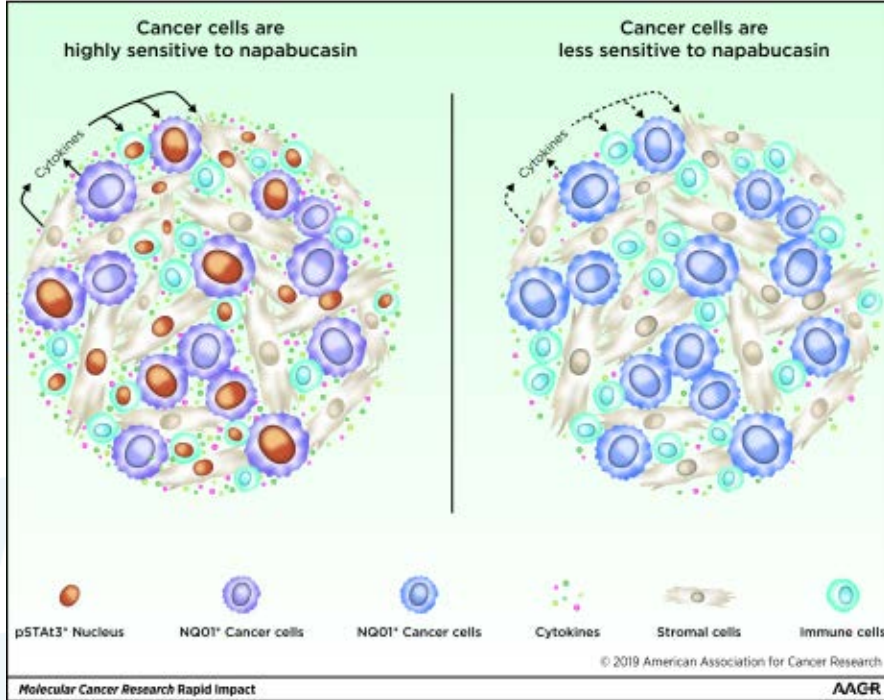 Cancer cells are
highly sensitive to napabucasin
Cancer cells are
less sensitive to napabucasin
Cytokines
Cytokines
pSTAt3⁺ Nucleus
NQ01⁺ Cancer cells
NQ01⁺ Cancer cells
Cytokines
Stromal cells
Immune cells
© 2019 American Association for Cancer Research
Molecular Cancer Research Rapid Impact
AACR